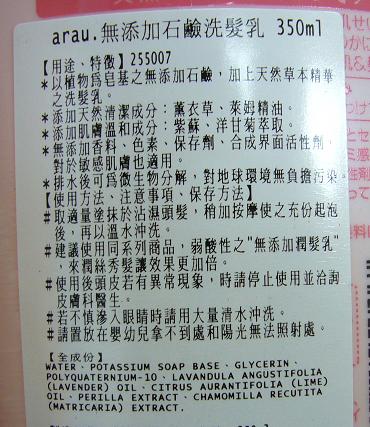 arau.無添加石鹼洗髮乳 350ml
【用途、特徵】255007
*以植物爲皂基之無添加石鹼，加上天然草本精華
之洗髮乳。
*添加天然清潔成分：薰衣草、萊姆精油。
*添加肌膚溫和成分：紫蘇、洋甘菊萃取。
*無添加香料、色素、保存劑、合成界面活性劑，
對於敏感肌膚也適用。
*排水後可爲微生物分解，對地球環境無負擔污染。
【使用方法、注意事項、保存方法】
#取適量塗抹於沾濕頭髮，稍加按摩使之充份起泡
後，再以溫水沖洗。
#建議使用同系列商品，弱酸性之"無添加潤髮乳"
，來潤絲秀髮讓效果更加倍。
#使用後頭皮若有異常現象，時請停止使用並洽詢
皮膚科醫生。
#若不慎滲入眼睛時請用大量清水沖洗。
#請置放在嬰幼兒拿不到處和陽光無法照射處。
【全成份】
WATER、POTASSIUM SOAP BASE、GLYCERIN、
POLYQUATERNIUM-10、LAVANDULA ANGUSTIFOLIA
(LAVENDER) OIL、CITRUS AURANTIFOLIA (LIME)
OIL、PERILLA EXTRACT、CHAMOMILLA RECUTITA
(MATRICARIA) EXTRACT.